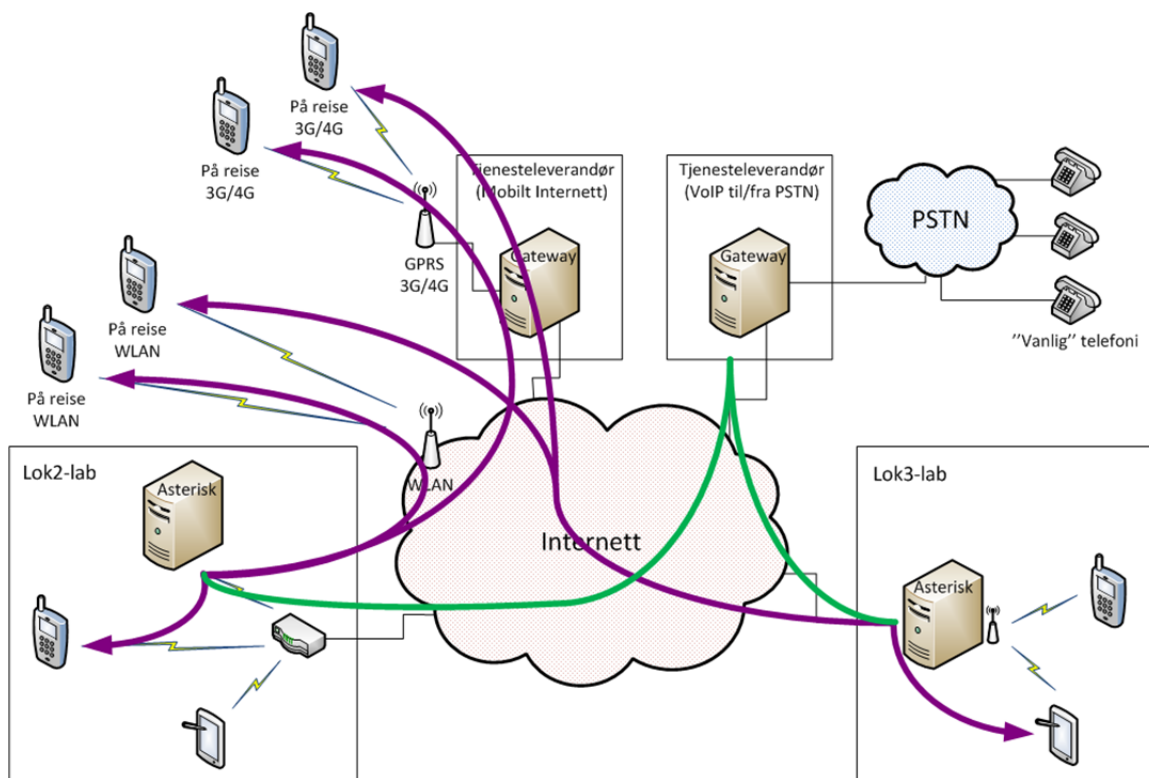 På reise
3G/4G
På reise
3G/4G
Tjenesteleverandør
(Mobilt Internett)
Gateway
GPRS
3G/4G
Tjenesteleverandør
(VoIP til/fra PSTN)
Gateway
PSTN
”Vanlig” telefoni
På reise
WLAN
På reise
WLAN
WLAN
Internett
Lok2-lab
Asterisk
Lok3-lab
Asterisk